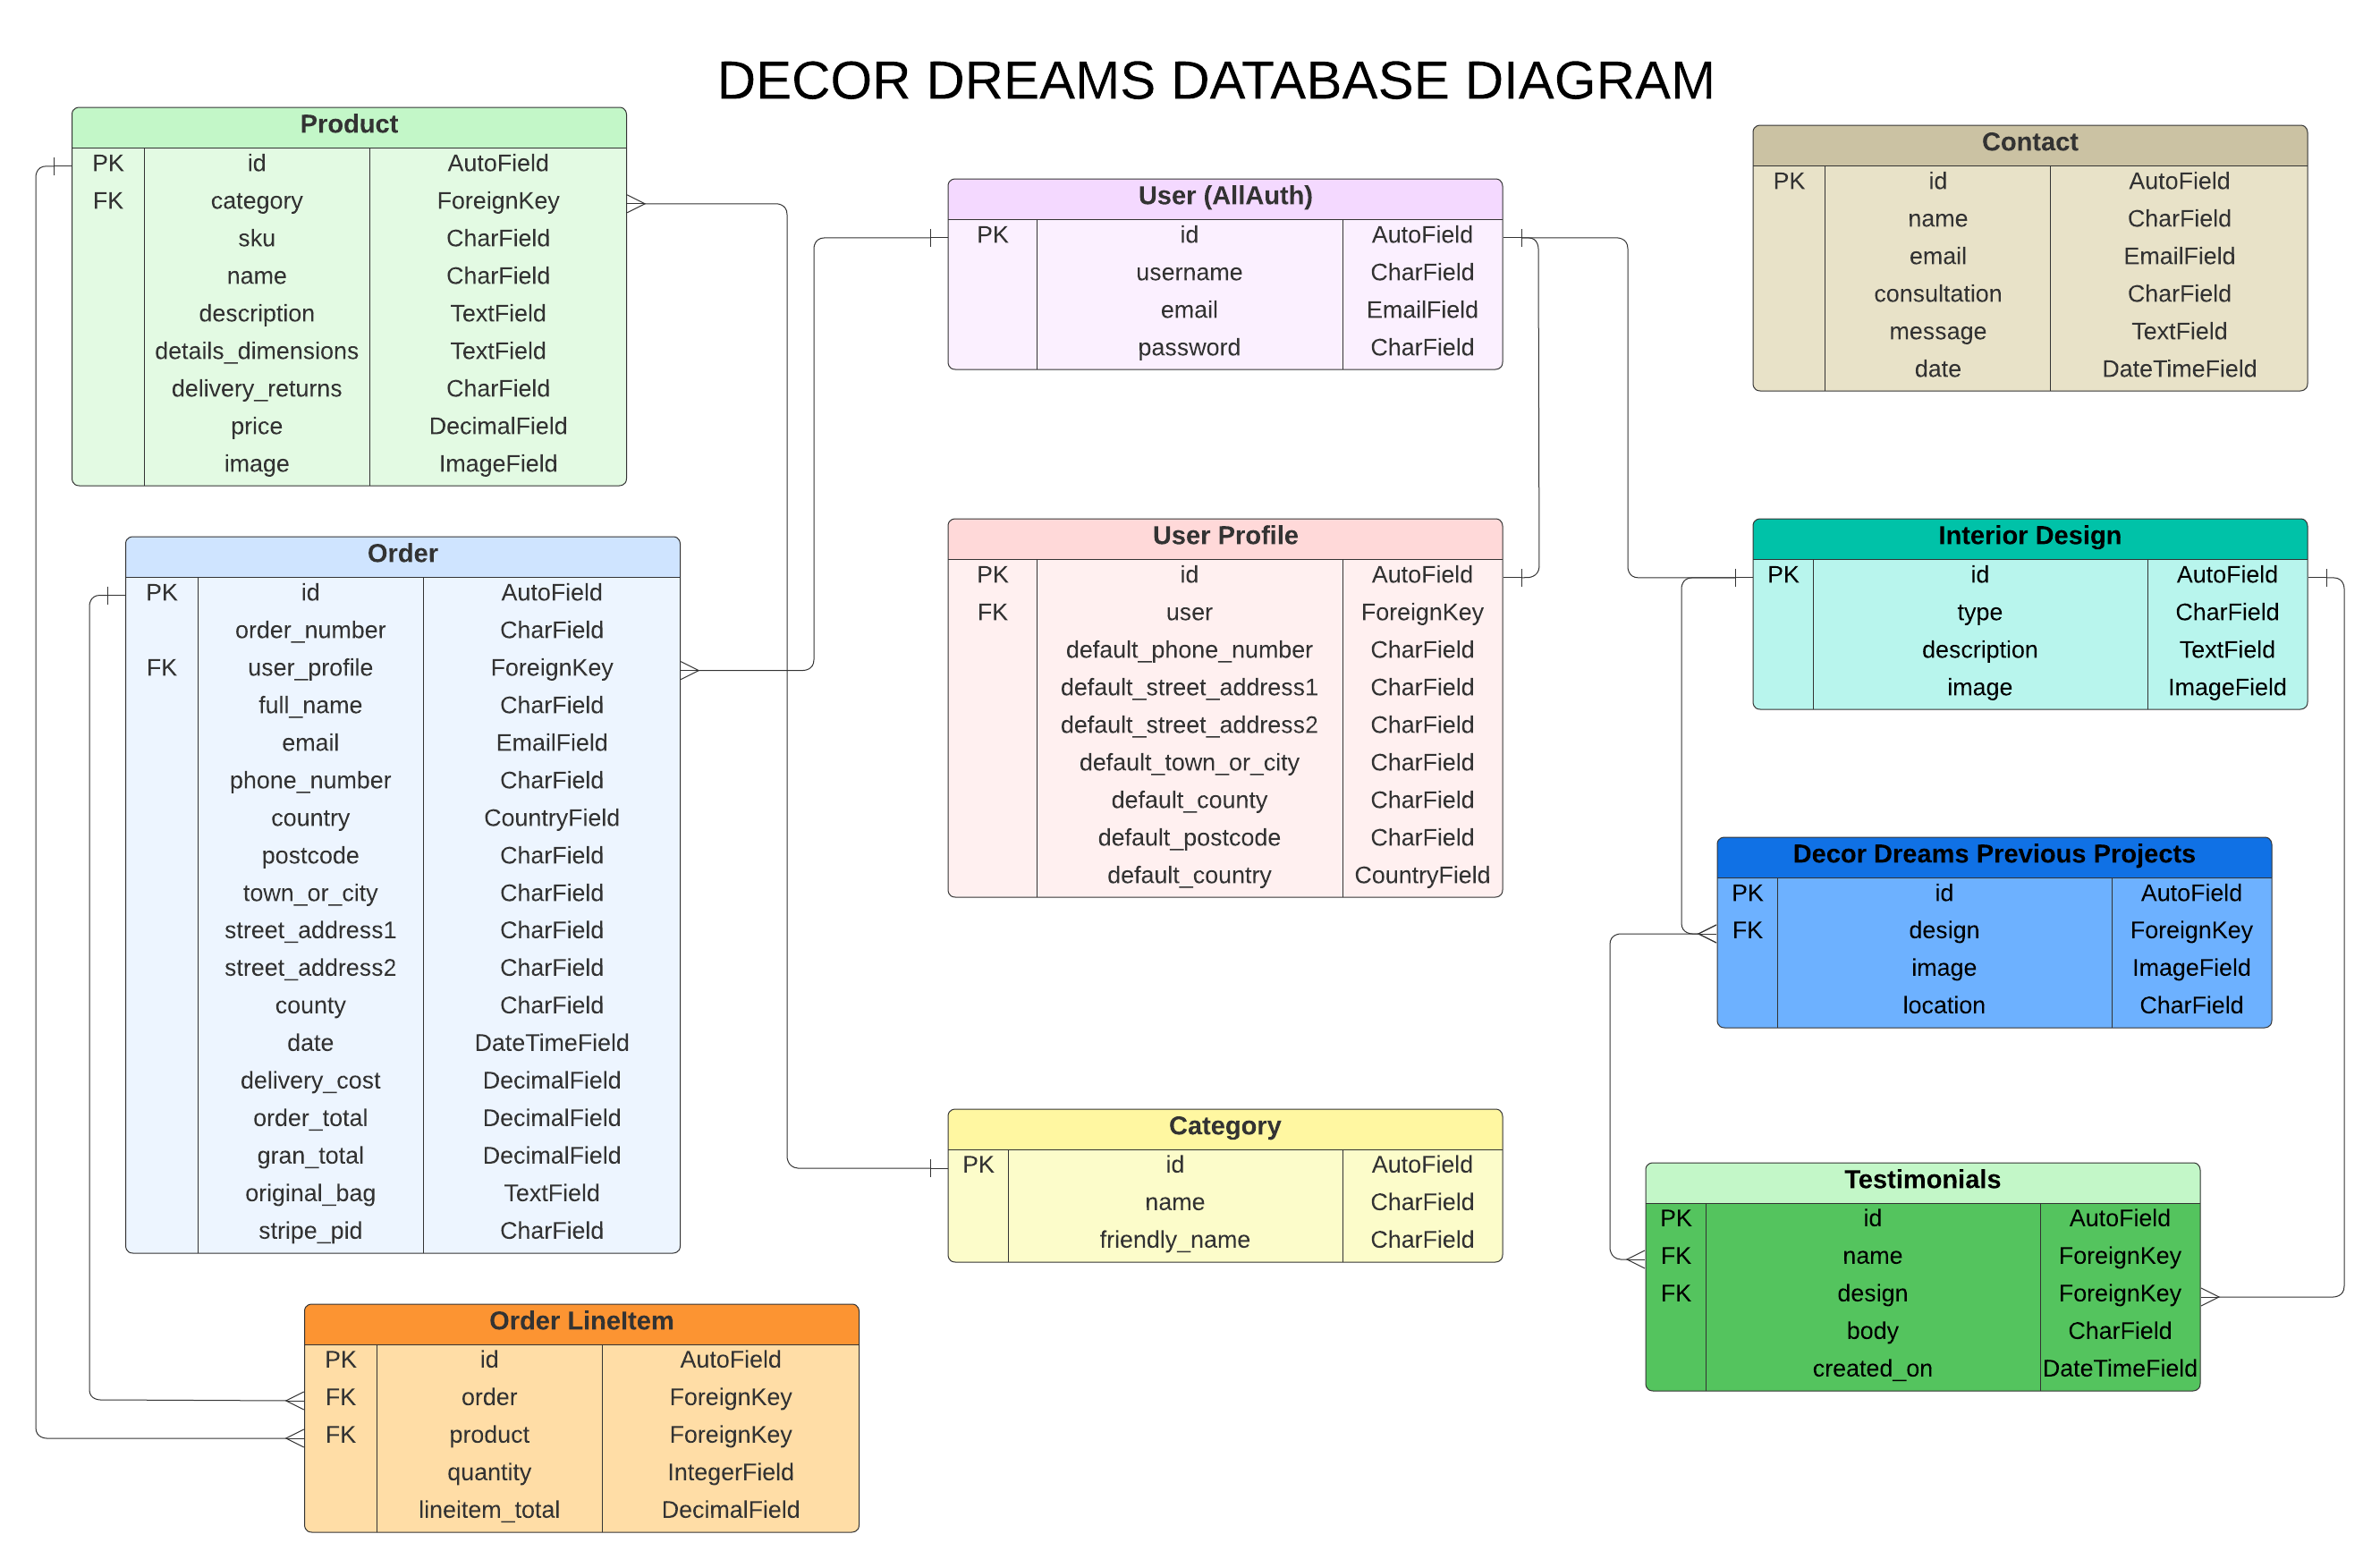 DECOR DREAMS DATABASE DIAGRAM
Product
PK id AutoField
FK category ForeignKey
sku CharField
name CharField
description TextField
details_dimensions TextField
delivery_returns CharField
price DecimalField
image ImageField
User (AllAuth)
PK id AutoField
username CharField
email EmailField
password CharField
Contact
PK id AutoField
name CharField
email EmailField
consultation CharField
message TextField
date DateTimeField
Order
PK id AutoField
order_number CharField
FK user_profile ForeignKey
full_name CharField
email EmailField
phone_number CharField
country CountryField
postcode CharField
town_or_city CharField
street_address1 CharField
street_address2 CharField
county CharField
date DateTimeField
delivery_cost DecimalField
order_total DecimalField
gran_total DecimalField
original_bag TextField
stripe_pid CharField
User Profile
PK id AutoField
FK user ForeignKey
default_phone_number CharField
default_street_address1 CharField
default_street_address2 CharField
default_town_or_city CharField
default_county CharField
default_postcode CharField
default_country CountryField
Interior Design
PK id AutoField
type CharField
description TextField
image ImageField
Decor Dreams Previous Projects
PK id AutoField
FK design ForeignKey
image ImageField
location CharField
Category
PK id AutoField
name CharField
friendly_name CharField
Testimonials
PK id AutoField
FK name ForeignKey
FK design ForeignKey
body CharField
created_on DateTimeField
Order LineItem
PK id AutoField
FK order ForeignKey
FK product ForeignKey
quantity IntegerField
lineitem_total DecimalField